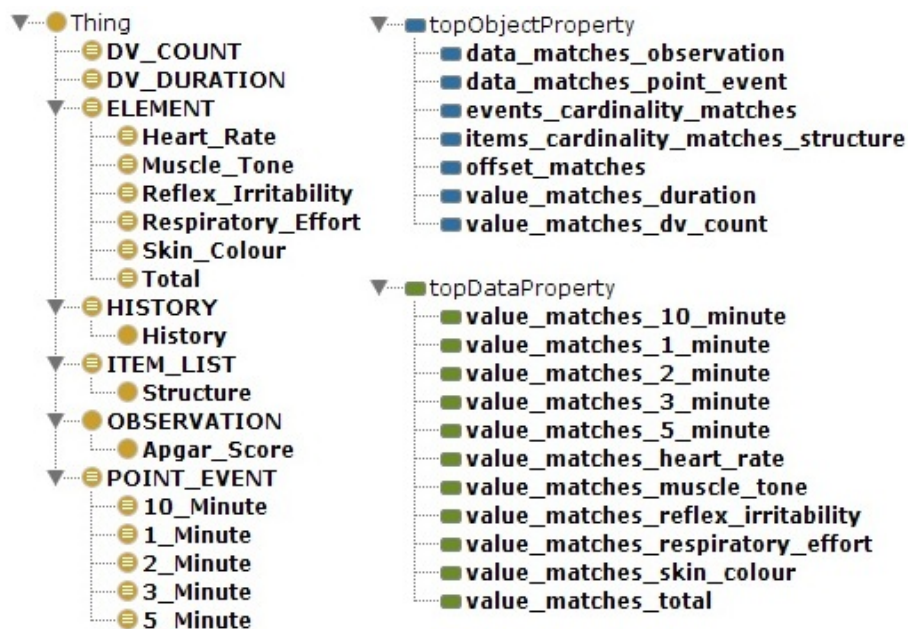 Thing
DV_COUNT
DV_DURATION
ELEMENT
Heart_Rate
Muscle_Tone
Reflex_Irritability
Respiratory_Effort
Skin_Colour
Total
HISTORY
History
ITEM_LIST
Structure
OBSERVATION
Apgar_Score
POINT_EVENT
10_Minute
1_Minute
2_Minute
3_Minute
5_Minute
topObjectProperty
data_matches_observation
data_matches_point_event
events_cardinality_matches
items_cardinality_matches_structure
offset_matches
value_matches_duration
value_matches_dv_count
topDataProperty
value_matches_10_minute
value_matches_1_minute
value_matches_2_minute
value_matches_3_minute
value_matches_5_minute
value_matches_heart_rate
value_matches_muscle_tone
value_matches_reflex_irritability
value_matches_respiratory_effort
value_matches_skin_colour
value_matches_total